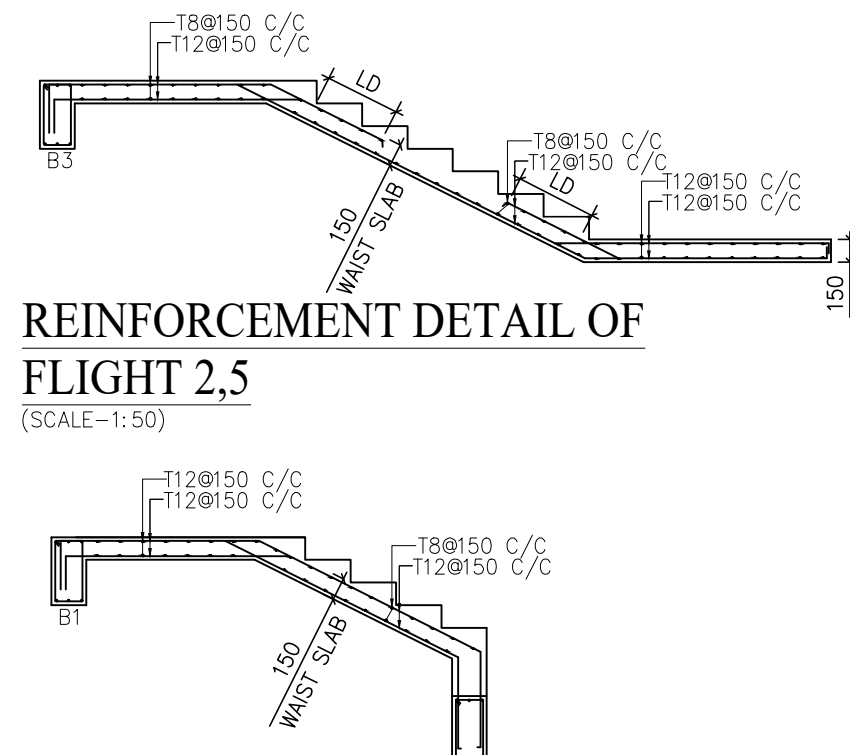 T8@150 C/C
T12@150 C/C
LD
B3
T8@150 C/C
T12@150 C/C
LD
T12@150 C/C
T12@150 C/C
150
WAIST SLAB
150
REINFORCEMENT DETAIL OF
FLIGHT 2,5
(SCALE-1:50)
T12@150 C/C
T12@150 C/C
T8@150 C/C
T12@150 C/C
B1
150
WAIST SLAB